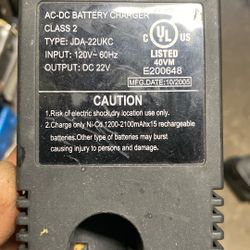 AC-DC BATTERY CHARGER
CLASS 2
TYPE: JDA-22UKC
INPUT: 120V~ 60Hz
OUTPUT: DC 22V
C UL US
LISTED
40VM
E200648
MFG.DATE: 10/2005
CAUTION
1.Risk of electric shock,dry location use only.
2.Charge only Ni-Cd,1200-2100mAh×15 rechargeable
batteries.Other type of batteries may burst
causing injury to persons and damage.